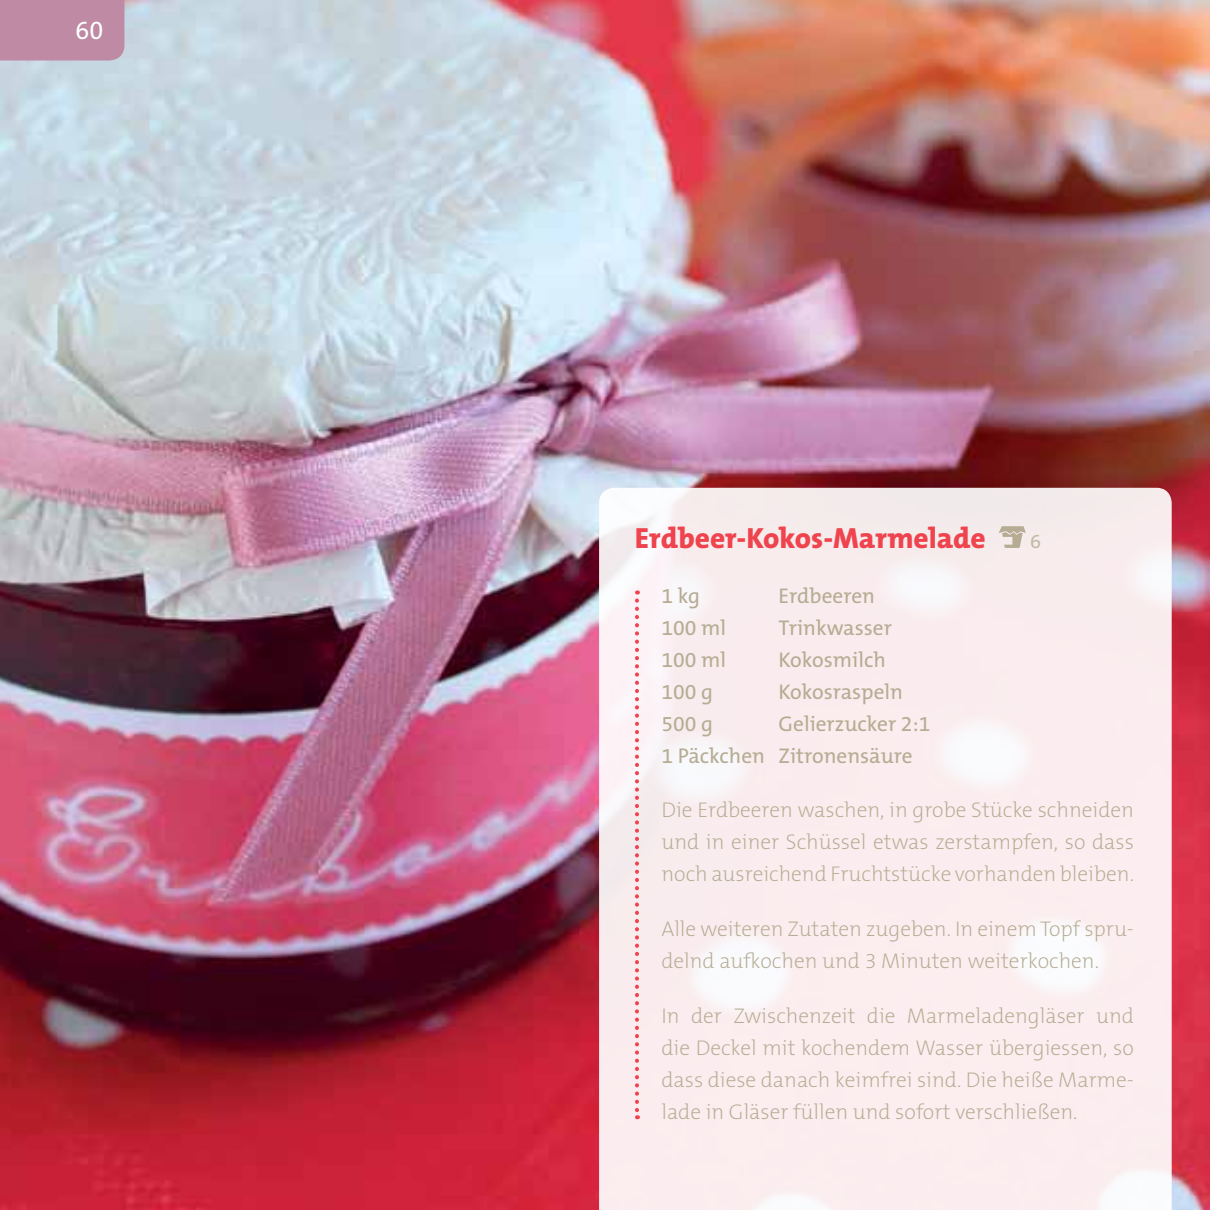 60
Erdbeer-Kokos-Marmelade 6
1 kg Erdbeeren
100 ml Trinkwasser
100 ml Kokosmilch
100 g Kokosraspeln
500 g Gelierzucker 2:1
1 Päckchen Zitronensäure
Die Erdbeeren waschen, in grobe Stücke schneiden
und in einer Schüssel etwas zerstampfen, so dass
noch ausreichend Fruchtstücke vorhanden bleiben.
Alle weiteren Zutaten zugeben. In einem Topf spru-
delnd aufkochen und 3 Minuten weiterkochen.
In der Zwischenzeit die Marmeladengläser und
die Deckel mit kochendem Wasser übergiessen, so
dass diese danach keimfrei sind. Die heiße Marme-
lade in Gläser füllen und sofort verschließen.